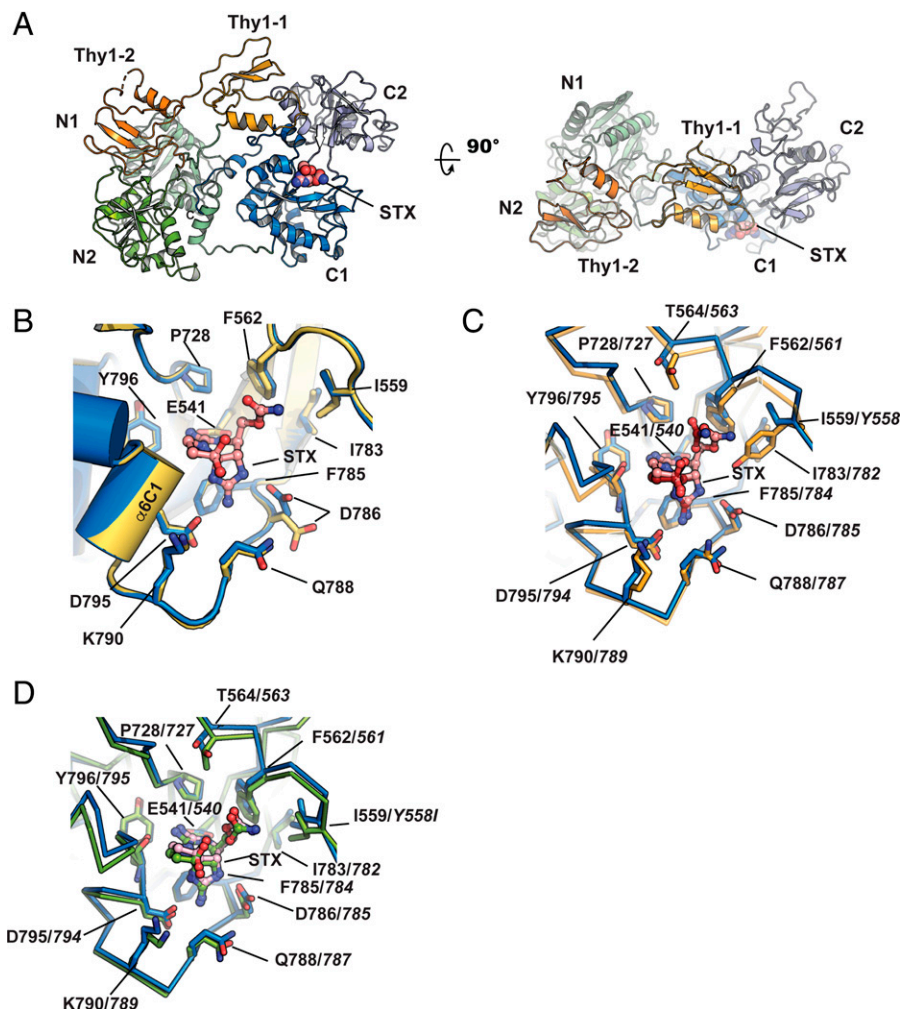 A
Thy1-1
Thy1-2
C2
N1
N2
STX
C1
90°
N1
Thy1-1
C2
N2
Thy1-2
C1
STX
B
F562
P728
Y796
E541
I559
I783
STX
F785
α6C1
D786
D795
Q788
K790
C
T564/563
P728/727
F562/561
Y796/795
E541/540
I559/Y558
STX
I783/782
F785/784
D786/785
D795/794
Q788/787
K790/789
D
T564/563
P728/727
F562/561
Y796/795
E541/540
I559/Y558I
STX
I783/782
F785/784
D786/785
D795/794
Q788/787
K790/789